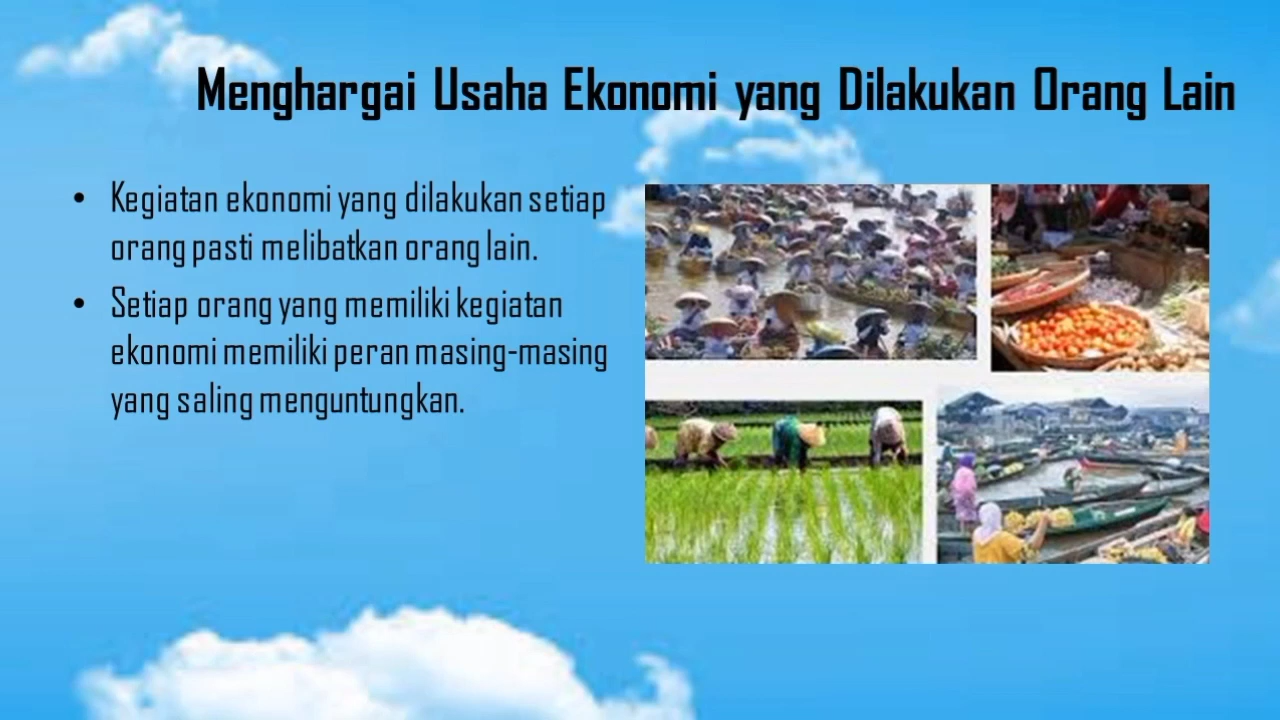 Menghargai Usaha Ekonomi yang Dilakukan Orang Lain
• Kegiatan ekonomi yang dilakukan setiap
orang pasti melibatkan orang lain.
• Setiap orang yang memiliki kegiatan
ekonomi memiliki peran masing-masing
yang saling menguntungkan.